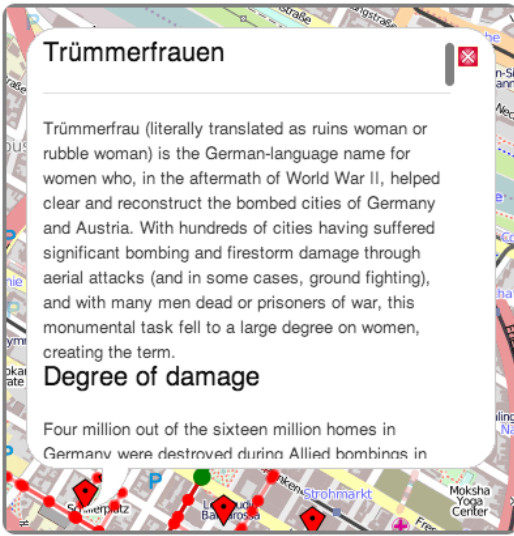 Straße
ngstraße
Trümmerfrauen
Trümmerfrau (literally translated as ruins woman or
rubble woman) is the German-language name for
women who, in the aftermath of World War II, helped
clear and reconstruct the bombed cities of Germany
and Austria. With hundreds of cities having suffered
significant bombing and firestorm damage through
aerial attacks (and in some cases, ground fighting),
and with many men dead or prisoners of war, this
monumental task fell to a large degree on women,
creating the term.
Degree of damage
Four million out of the sixteen million homes in
Germany were destroyed during Allied bombings in
P
Strohmarkt
Schillerplatz
Moksha
Yoga
Center